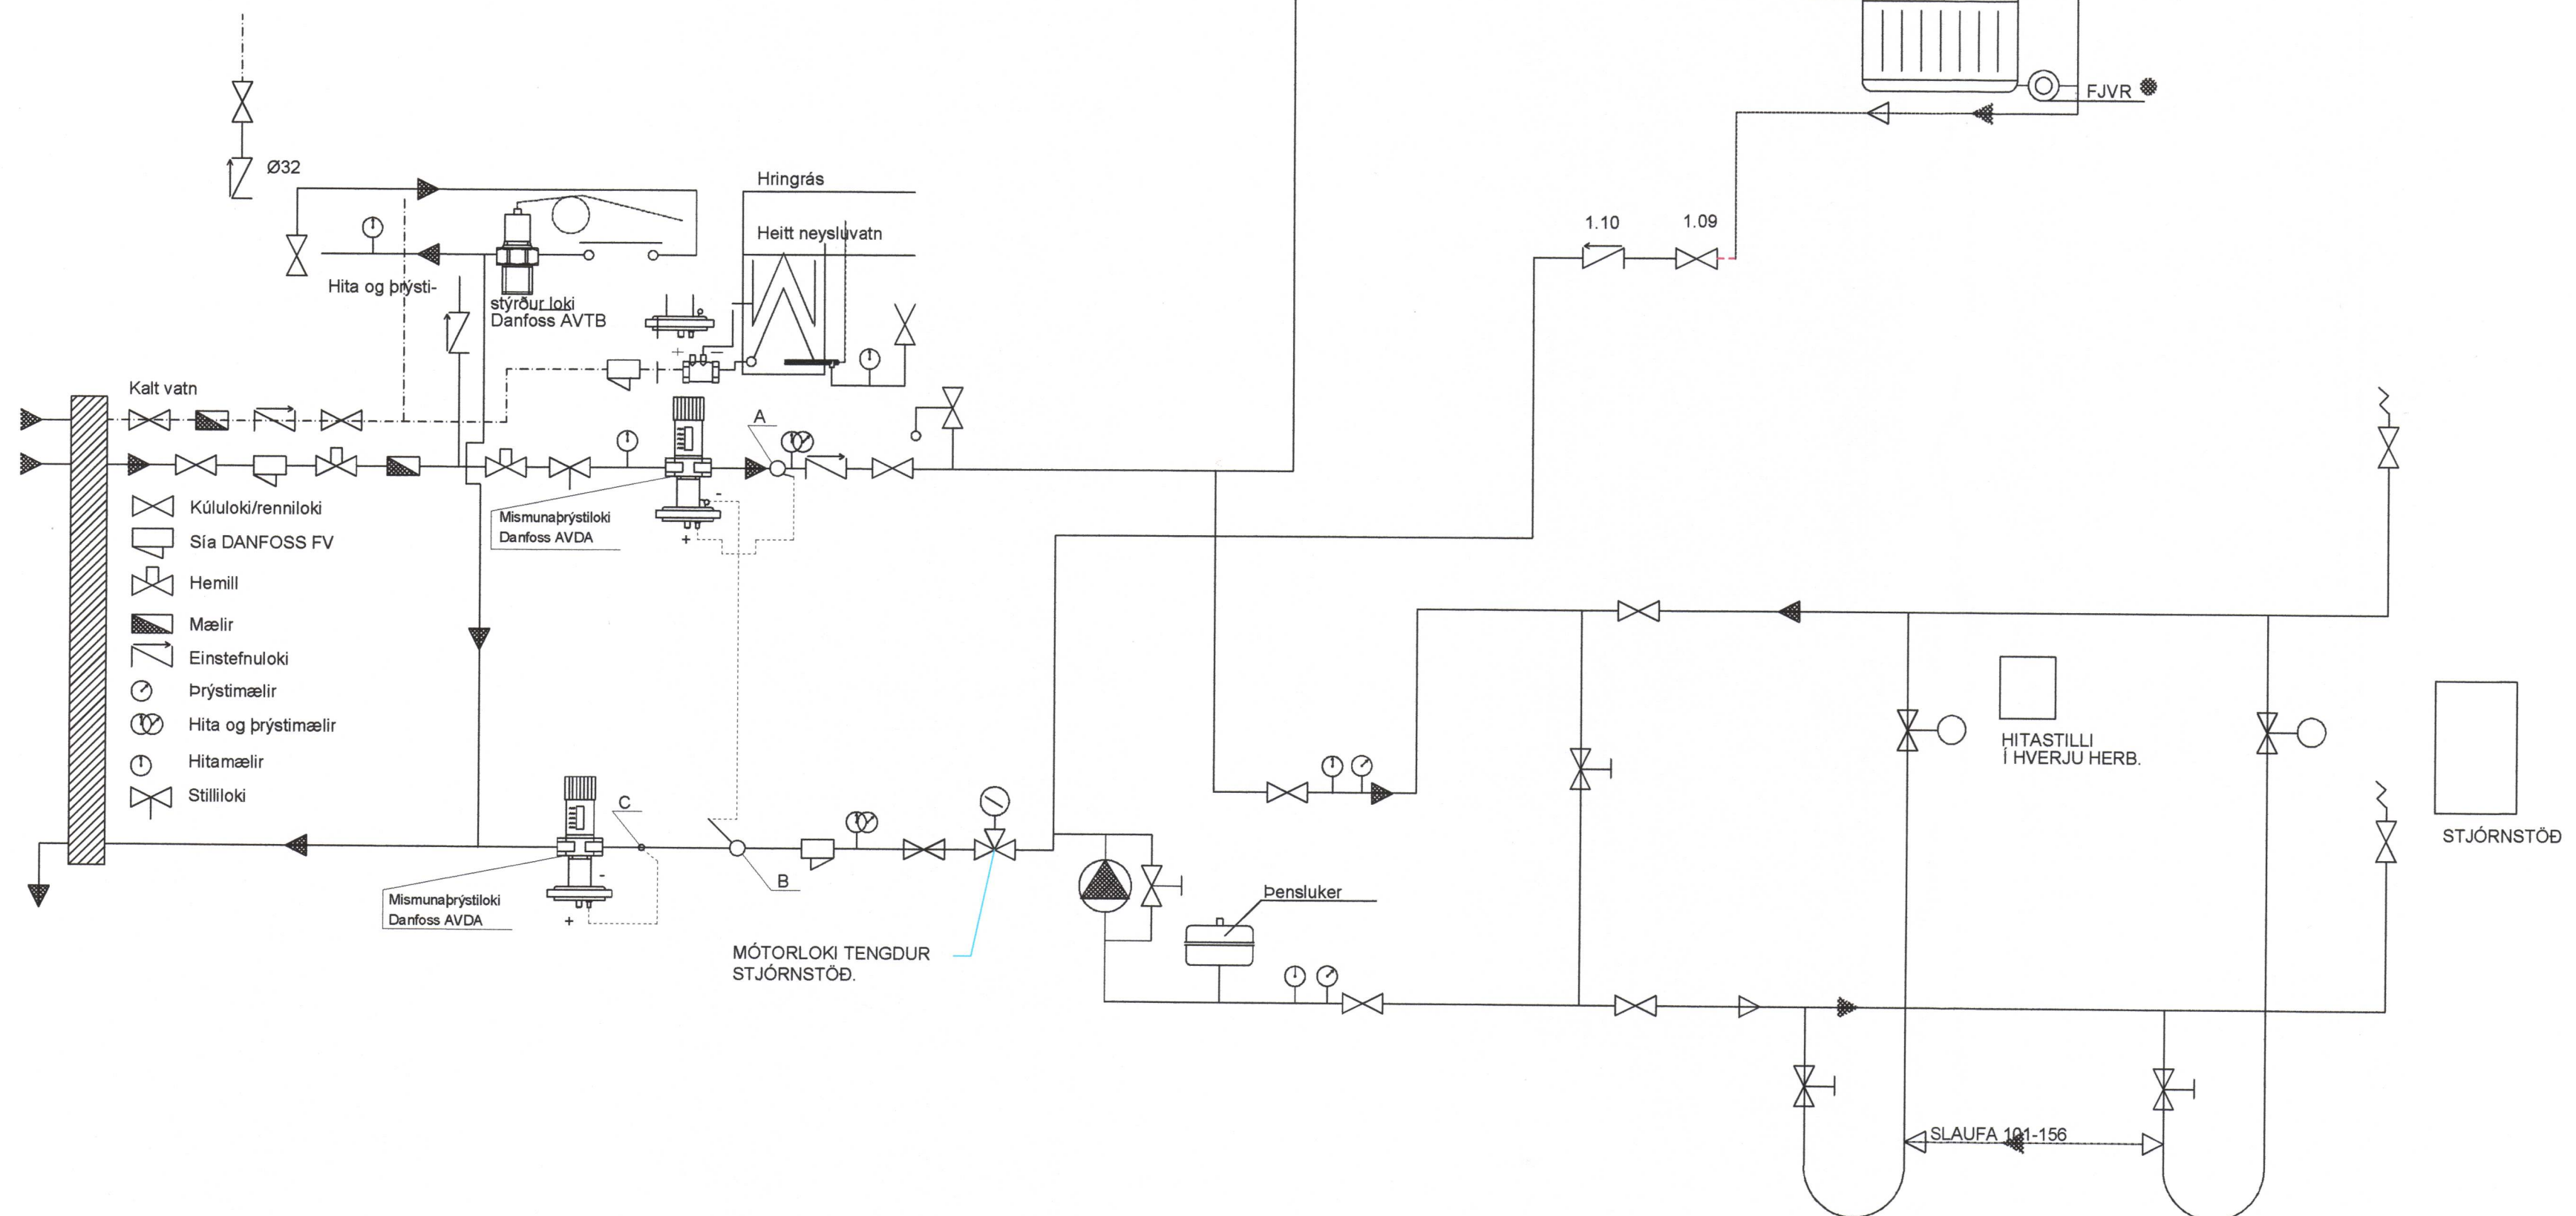 FJVR
Ø32
Hringrás
1.10
1.09
Heitt neysluvatn
Hita og þrýsti-
stýrður loki
Danfoss AVTB
+
–
Kalt vatn
A
Mismunaþrýstiloki
Danfoss AVDA
-
+
Kúluloki/renniloki
Sía DANFOSS FV
Hemill
Mælir
Einstefnuloki
Þrýstimælir
Hita og þrýstimælir
Hitamælir
Stilliloki
HITASTILLI
Í HVERJU HERB.
STJÓRNSTÖÐ
C
B
-
+
Mismunaþrýstiloki
Danfoss AVDA
Þensluker
MÓTORLOKI TENGDUR
STJÓRNSTÖÐ.
SLAUFA 101-156